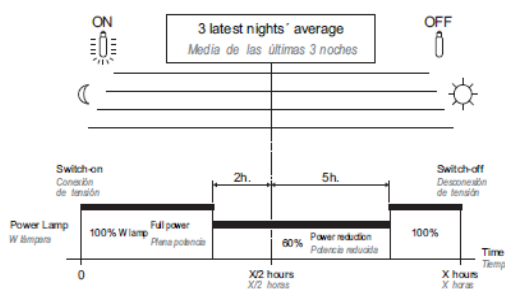 ON
3 latest nights´ average
Media de las últimas 3 noches
OFF
Switch-on
Conexión
de tensión
2h.
5h.
Switch-off
Desconexión
de tensión
Power Lamp
W lámpara
100% W lamp
Full power
Plena potencia
60%
Power reduction
Potencia reducida
100%
Time
Tiemp
0
X/2 hours
X/2 horas
X hours
X horas